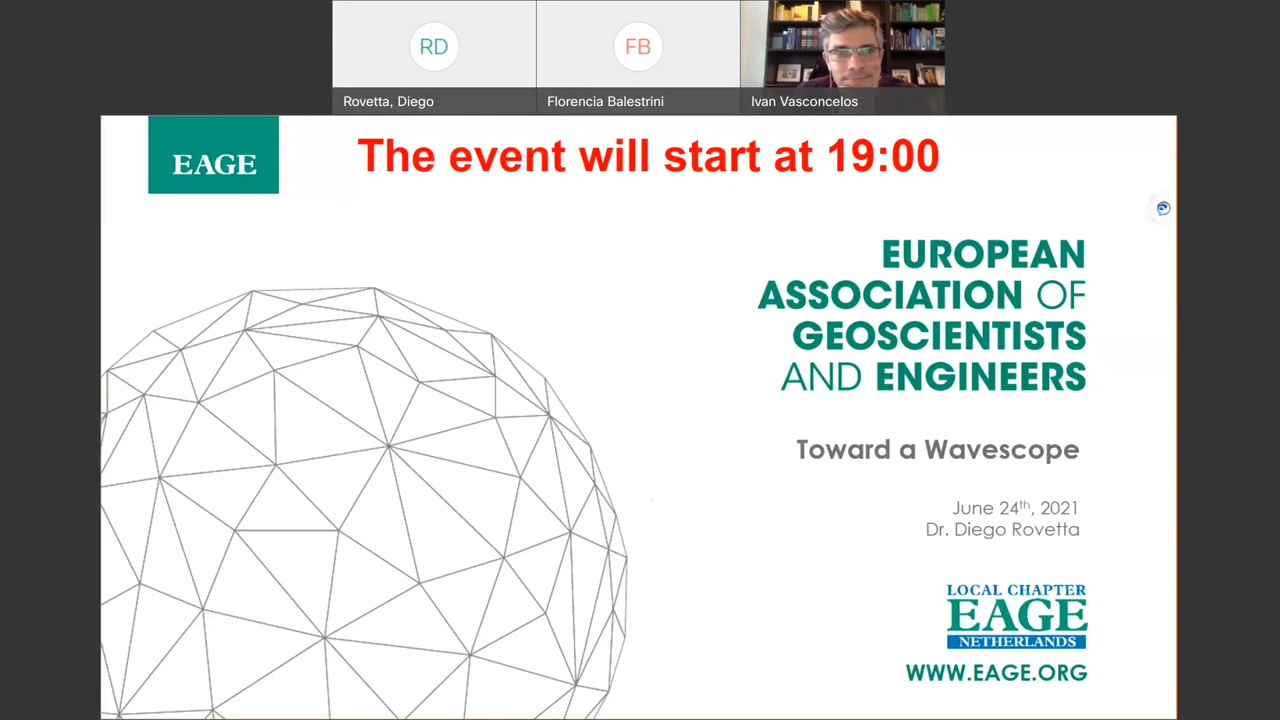 RD
FB
Rovetta, Diego
Florencia Balestrini
Ivan Vasconcelos
EAGE
The event will start at 19:00
EUROPEAN
ASSOCIATION OF
GEOSCIENTISTS
AND ENGINEERS
Toward a Wavescope
June 24th, 2021
Dr. Diego Rovetta
LOCAL CHAPTER
EAGE
NETHERLANDS
WWW.EAGE.ORG